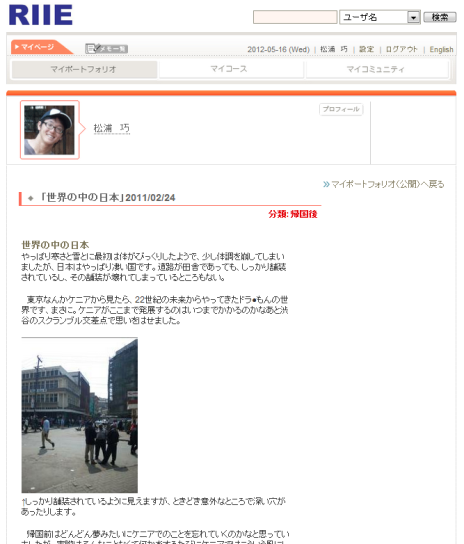 RIIE
ユーザ名
検索
マイページ
メモ一覧
2012-05-16 (Wed) | 松浦 巧 | 設定 | ログアウト | English
マイポートフォリオ
マイコース
マイコミュニティ
プロフィール
松浦 巧
≫マイポートフォリオ(公開)へ戻る
「世界の中の日本」2011/02/24
分類: 帰国後
世界の中の日本
やっぱり寒さと雪とに最初は体がびっくりしたようで、少し体調を崩してしまい
ましたが、日本はやっぱり凄い国です。道路が田舎であっても、しっかり舗装
されているし、その舗装が壊れてしまっているところもない。
東京なんかケニアから見たら、22世紀の未来からやってきたドラ●もんの世
界です、まさに。ケニアがここまで発展するのはいつまでかかるのかなあと渋
谷のスクランブル交差点で思いをはせました。
↑しっかり舗装されているように見えますが、ときどき意外なところで深い穴が
あったりします。
帰国前はどんどん夢みたいにケニアでのことを忘れていくのかなと思ってい